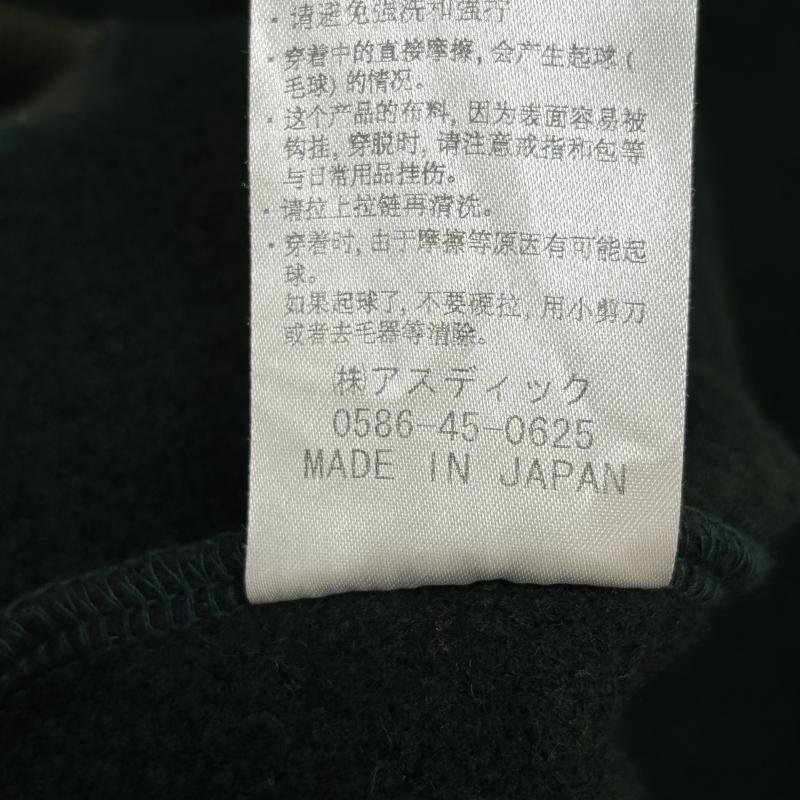 ·请避免强洗和强拧
·穿着中的直接摩擦, 会产生起球(
毛球) 的情况。
·这个产品的布料, 因为表面容易被
钩挂, 穿脱时, 请注意戒指和包等
与日常用品挂伤。
·请拉上拉链再清洗。
·穿着时, 由于摩擦等原因有可能起
球。
如果起球了, 不要硬拉, 用小剪刀
或者去毛器等清除。
㈱アスディック
0586-45-0625
MADE IN JAPAN